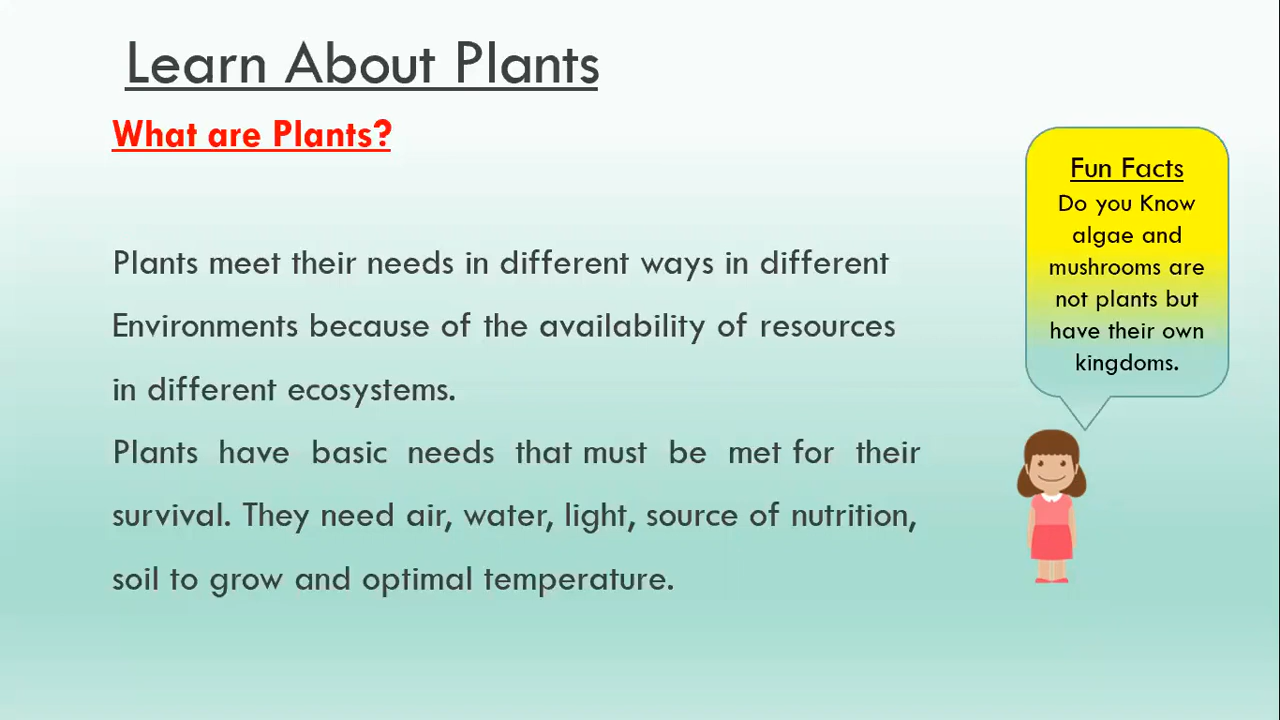 Learn About Plants
What are Plants?
Plants meet their needs in different ways in different
Environments because of the availability of resources
in different ecosystems.
Plants have basic needs that must be met for their
survival. They need air, water, light, source of nutrition,
soil to grow and optimal temperature.
Fun Facts
Do you Know
algae and
mushrooms are
not plants but
have their own
kingdoms.